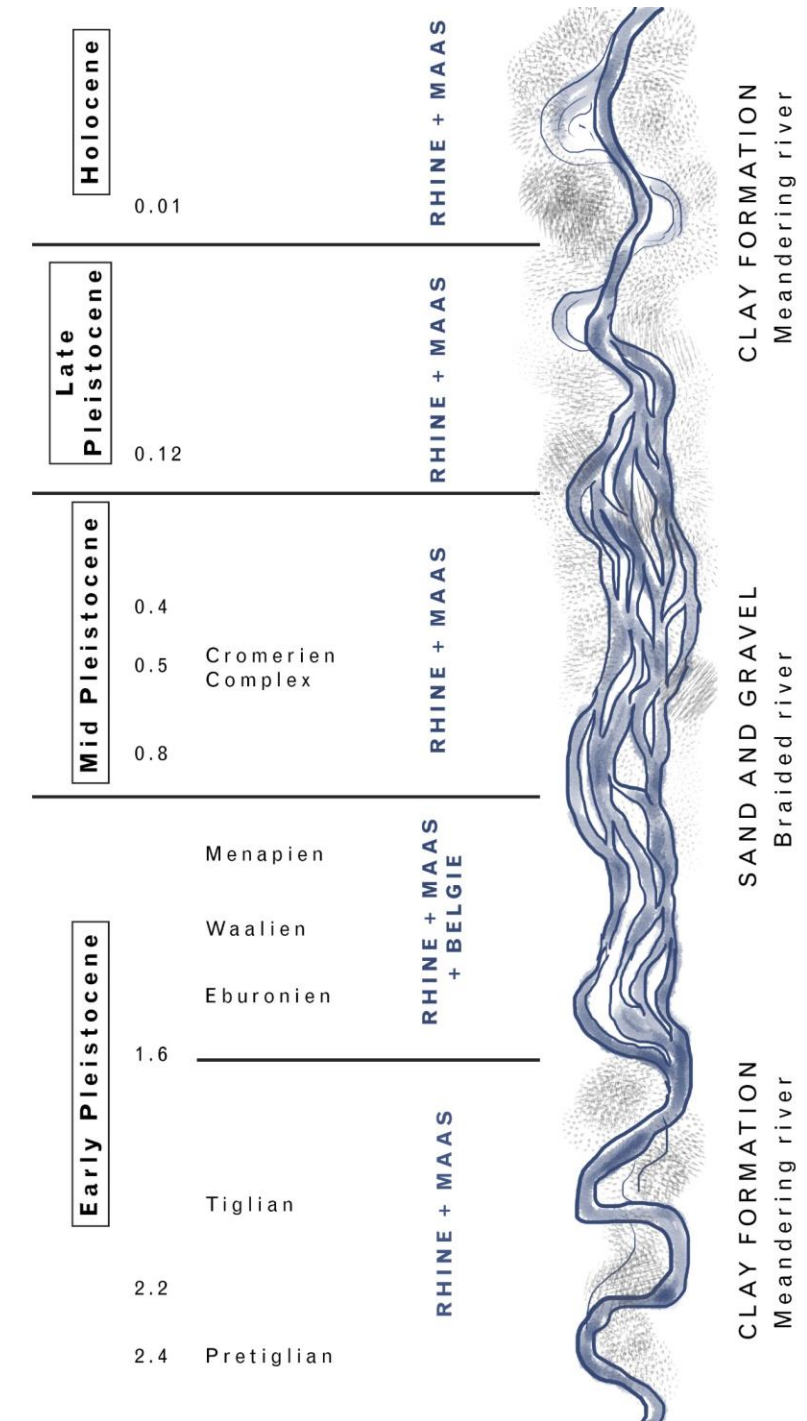 Holocene
0.01
RHINE + MAAS
CLAY FORMATION
Meandering river
Late
Pleistocene
0.12
RHINE + MAAS
Mid Pleistocene
0.4
0.5
Cromerien
Complex
0.8
RHINE + MAAS
SAND AND GRAVEL
Braided river
Early Pleistocene
Menapien
Waalien
Eburonien
1.6
RHINE + MAAS
+ BELGIE
Tiglian
2.2
2.4
Pretiglian
RHINE + MAAS
CLAY FORMATION
Meandering river